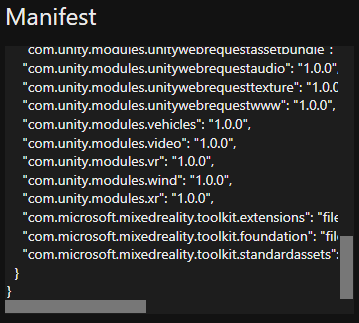 Manifest
"com.unity.modules.unitywebrequestassetbundle":
"com.unity.modules.unitywebrequestaudio": "1.0.0",
"com.unity.modules.unitywebrequesttexture": "1.0.0
"com.unity.modules.unitywebrequestwww": "1.0.0",
"com.unity.modules.vehicles": "1.0.0",
"com.unity.modules.video": "1.0.0",
"com.unity.modules.vr": "1.0.0",
"com.unity.modules.wind": "1.0.0",
"com.unity.modules.xr": "1.0.0",
"com.microsoft.mixedreality.toolkit.extensions": "file
"com.microsoft.mixedreality.toolkit.foundation": "file
"com.microsoft.mixedreality.toolkit.standardassets":
}
}